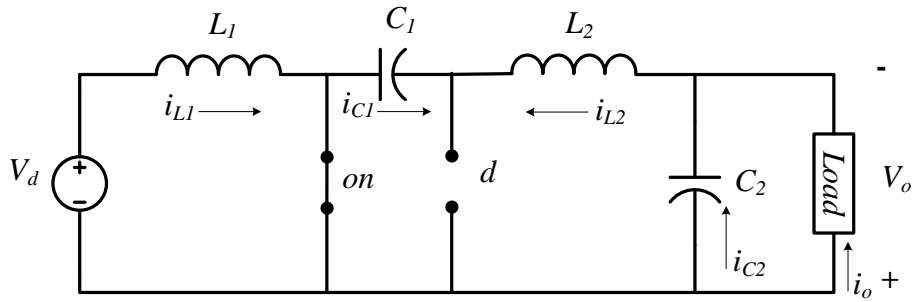 L1 C1 L2 -
iL1 iC1 iL2
Vd + - on d C2 Load Vo
iC2 io +